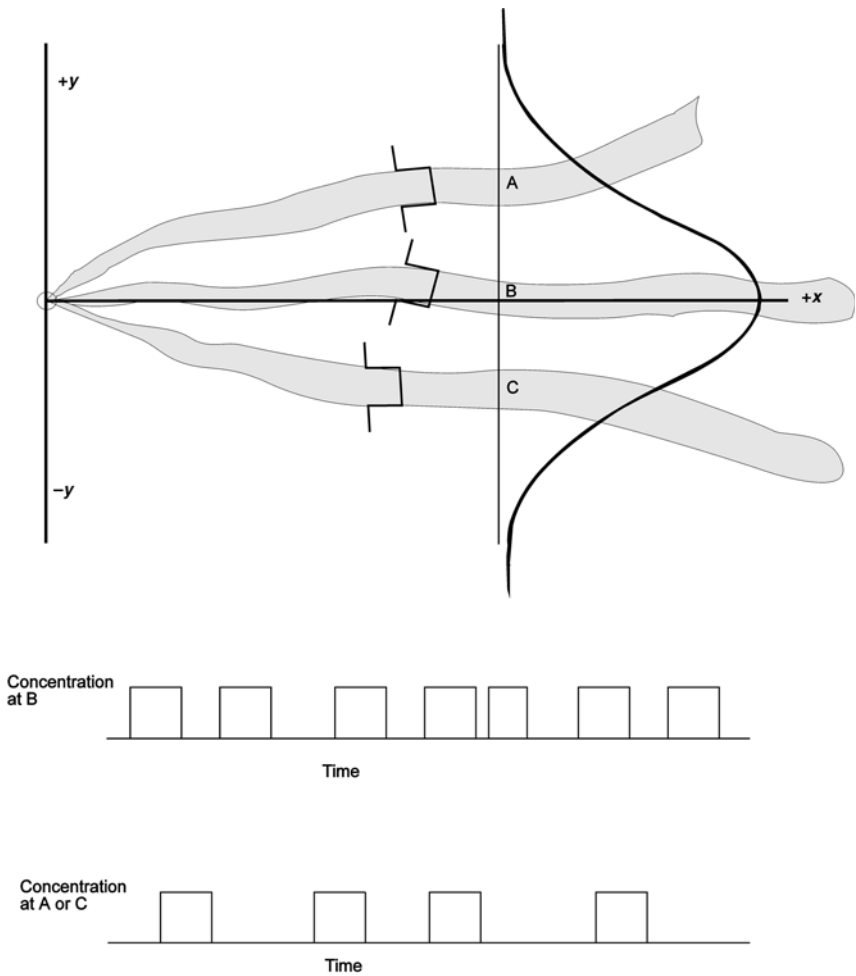 +y
A
B
+x
C
−y
Concentration
at B
Time
Concentration
at A or C
Time